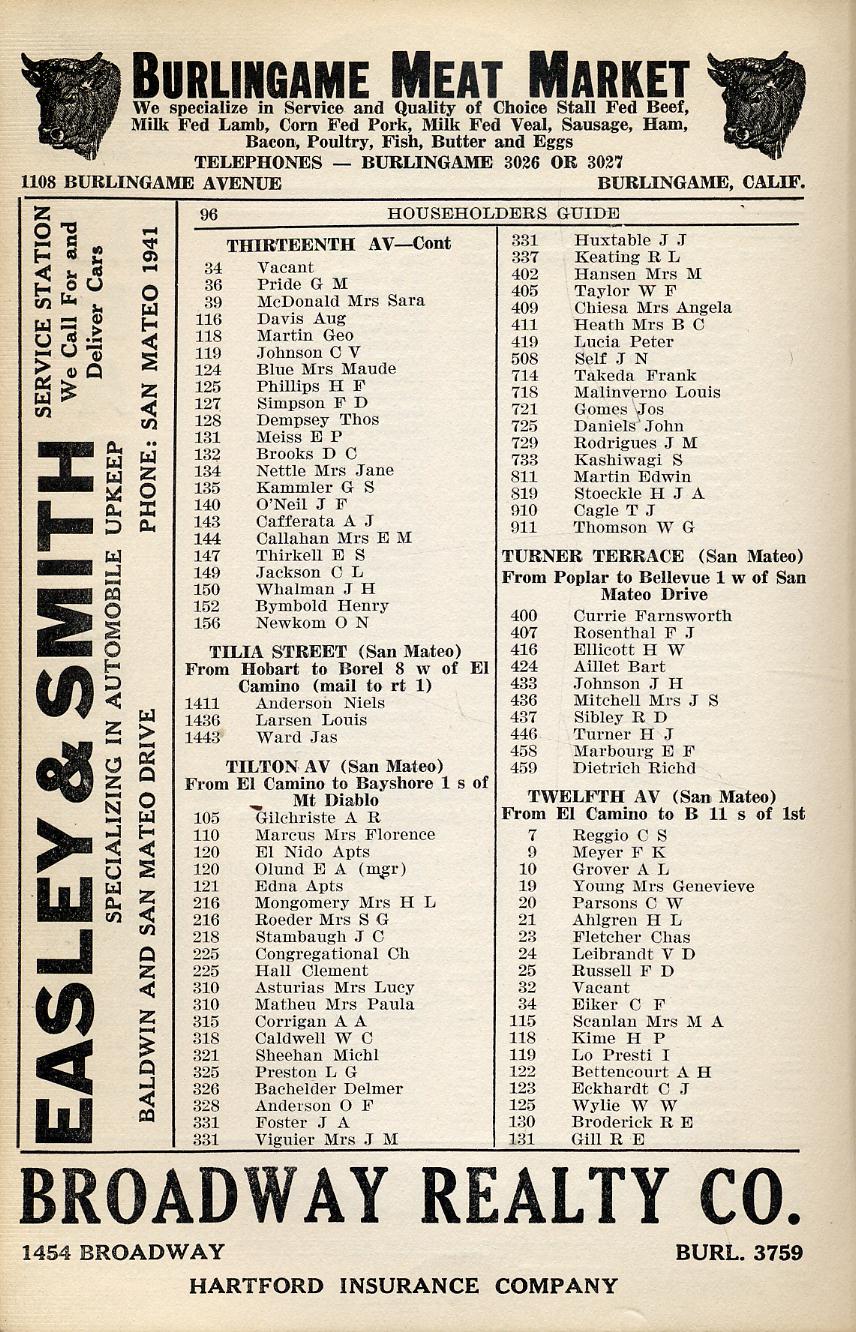 BURLINGAME MEAT MARKET
We specialize in Service and Quality of Choice Stall Fed Beef,
Milk Fed Lamb, Corn Fed Pork, Milk Fed Veal, Sausage, Ham,
Bacon, Poultry, Fish, Butter and Eggs
TELEPHONES — BURLINGAME 3026 OR 3027
1108 BURLINGAME AVENUE BURLINGAME, CALIF.
EASLEY & SMITH
SERVICE STATION
We Call For and
Deliver Cars
SPECIALIZING IN AUTOMOBILE UPKEEP
BALDWIN AND SAN MATEO DRIVE PHONE: SAN MATEO 1941
96 HOUSEHOLDERS GUIDE
THIRTEENTH AV—Cont
34 Vacant
36 Pride G M
39 McDonald Mrs Sara
116 Davis Aug
118 Martin Geo
119 Johnson C V
124 Blue Mrs Maude
125 Phillips H F
127 Simpson F D
128 Dempsey Thos
131 Meiss E P
132 Brooks D C
134 Nettle Mrs Jane
135 Kammler G S
140 O'Neil J F
143 Cafferata A J
144 Callahan Mrs E M
147 Thirkell E S
149 Jackson C L
150 Whalman J H
152 Bymbold Henry
156 Newkom O N
TILIA STREET (San Mateo)
From Hobart to Borel 8 w of El
Camino (mail to rt 1)
1411 Anderson Niels
1436 Larsen Louis
1443 Ward Jas
TILTON AV (San Mateo)
From El Camino to Bayshore 1 s of
Mt Diablo
105 Gilchriste A R
110 Marcus Mrs Florence
120 El Nido Apts
120 Olund E A (mgr)
121 Edna Apts
216 Mongomery Mrs H L
216 Roeder Mrs S G
218 Stambaugh J C
225 Congregational Ch
225 Hall Clement
310 Asturias Mrs Lucy
310 Matheu Mrs Paula
315 Corrigan A A
318 Caldwell W C
321 Sheehan Michl
325 Preston L G
326 Bachelder Delmer
328 Anderson O F
331 Foster J A
331 Viguier Mrs J M
331 Huxtable J J
337 Keating R L
402 Hansen Mrs M
405 Taylor W F
409 Chiesa Mrs Angela
411 Heath Mrs B C
419 Lucia Peter
508 Self J N
714 Takeda Frank
718 Malinverno Louis
721 Gomes Jos
725 Daniels John
729 Rodrigues J M
733 Kashiwagi S
811 Martin Edwin
819 Stoeckle H J A
910 Cagle T J
911 Thomson W G
TURNER TERRACE (San Mateo)
From Poplar to Bellevue 1 w of San
Mateo Drive
400 Currie Farnsworth
407 Rosenthal F J
416 Ellicott H W
424 Aillet Bart
433 Johnson J H
436 Mitchell Mrs J S
437 Sibley R D
446 Turner H J
458 Marbourg E F
459 Dietrich Richd
TWELFTH AV (San Mateo)
From El Camino to B 11 s of 1st
7 Reggio C S
9 Meyer F K
10 Grover A L
19 Young Mrs Genevieve
20 Parsons C W
21 Ahlgren H L
23 Fletcher Chas
24 Leibrandt V D
25 Russell F D
32 Vacant
34 Eiker C F
115 Scanlan Mrs M A
118 Kime H P
119 Lo Presti I
122 Bettencourt A H
123 Eckhardt C J
125 Wylie W W
130 Broderick R E
131 Gill R E
BROADWAY REALTY CO.
1454 BROADWAY BURL. 3759
HARTFORD INSURANCE COMPANY